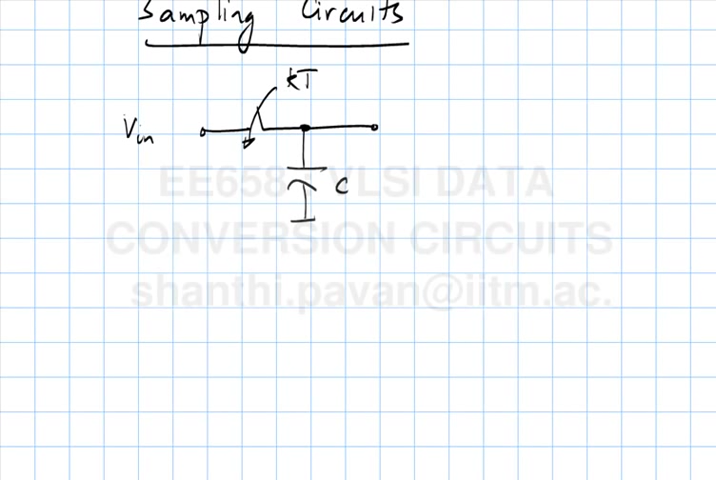 Sampling Circuits
kT
Vin
C
EE658 VLSI DATA
CONVERSION CIRCUITS
shanthi.pavan@iitm.ac.